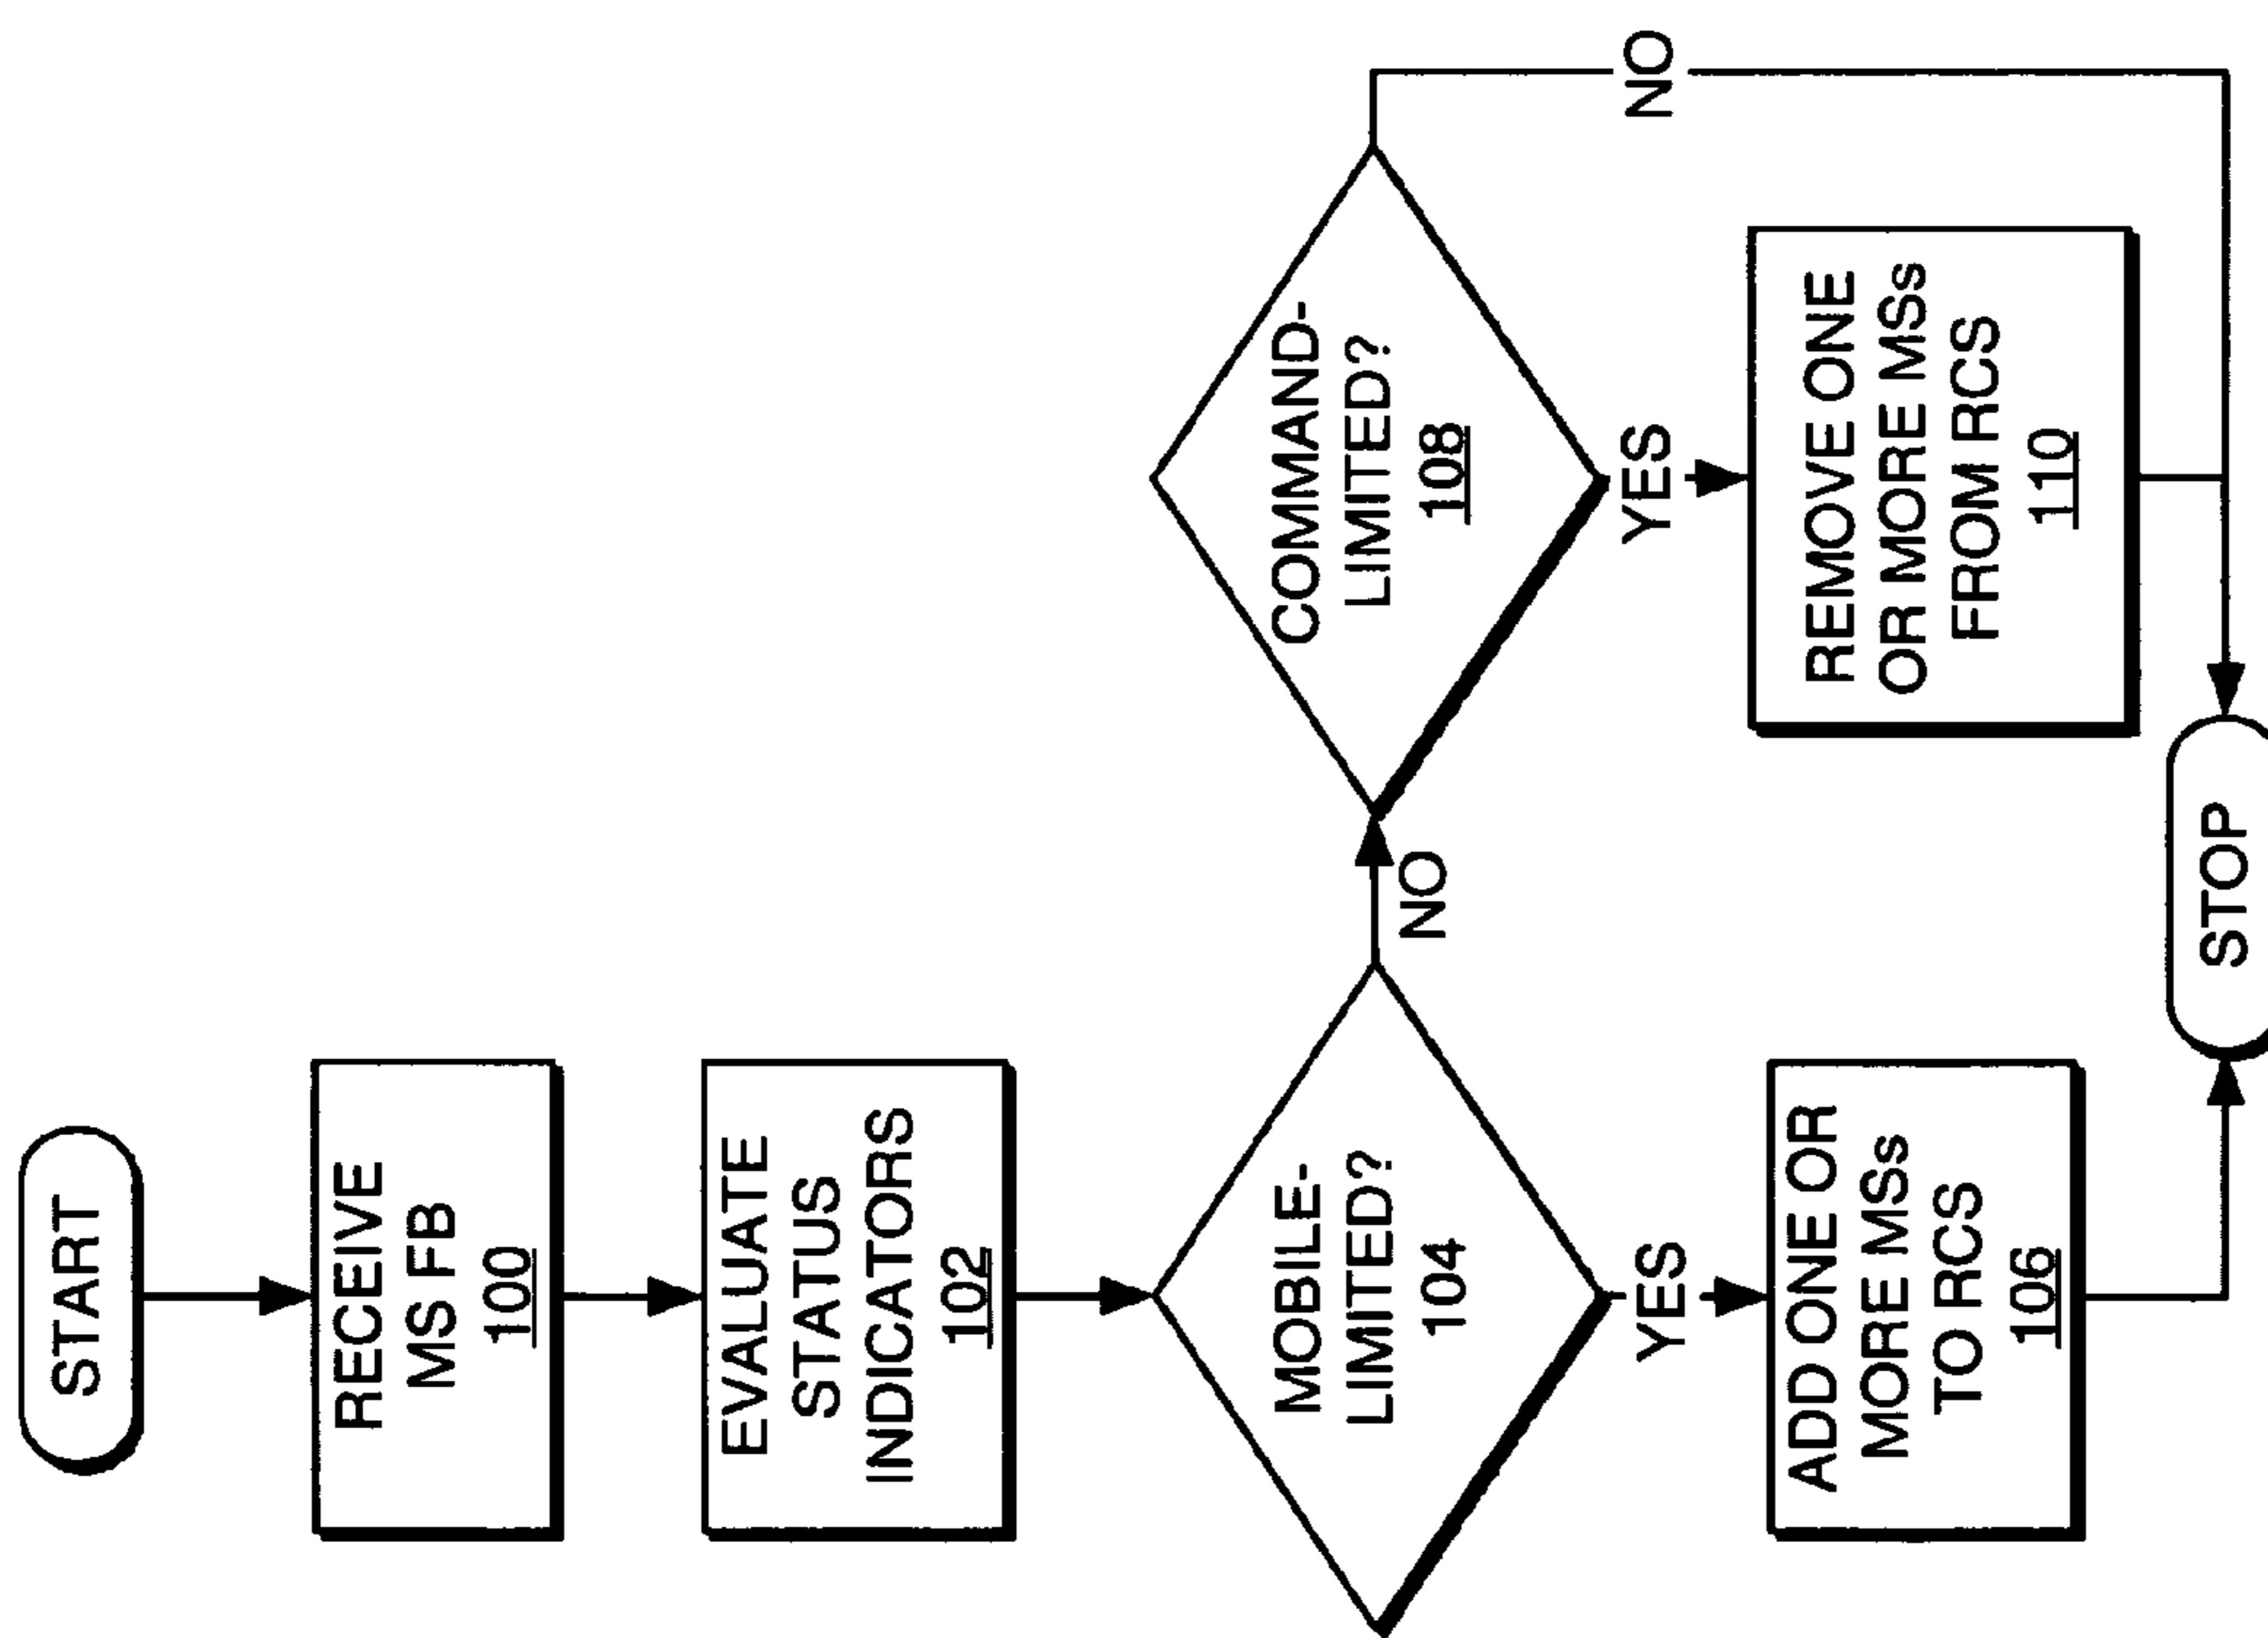 START
RECEIVE
MS FB
100
EVALUATE
STATUS
INDICATORS
102
MOBILE-
LIMITED?
104
NO
YES
ADD ONE OR
MORE MSs
TO RCS
106
COMMAND-
LIMITED?
108
NO
YES
REMOVE ONE
OR MORE MSs
FROM RCS
110
STOP